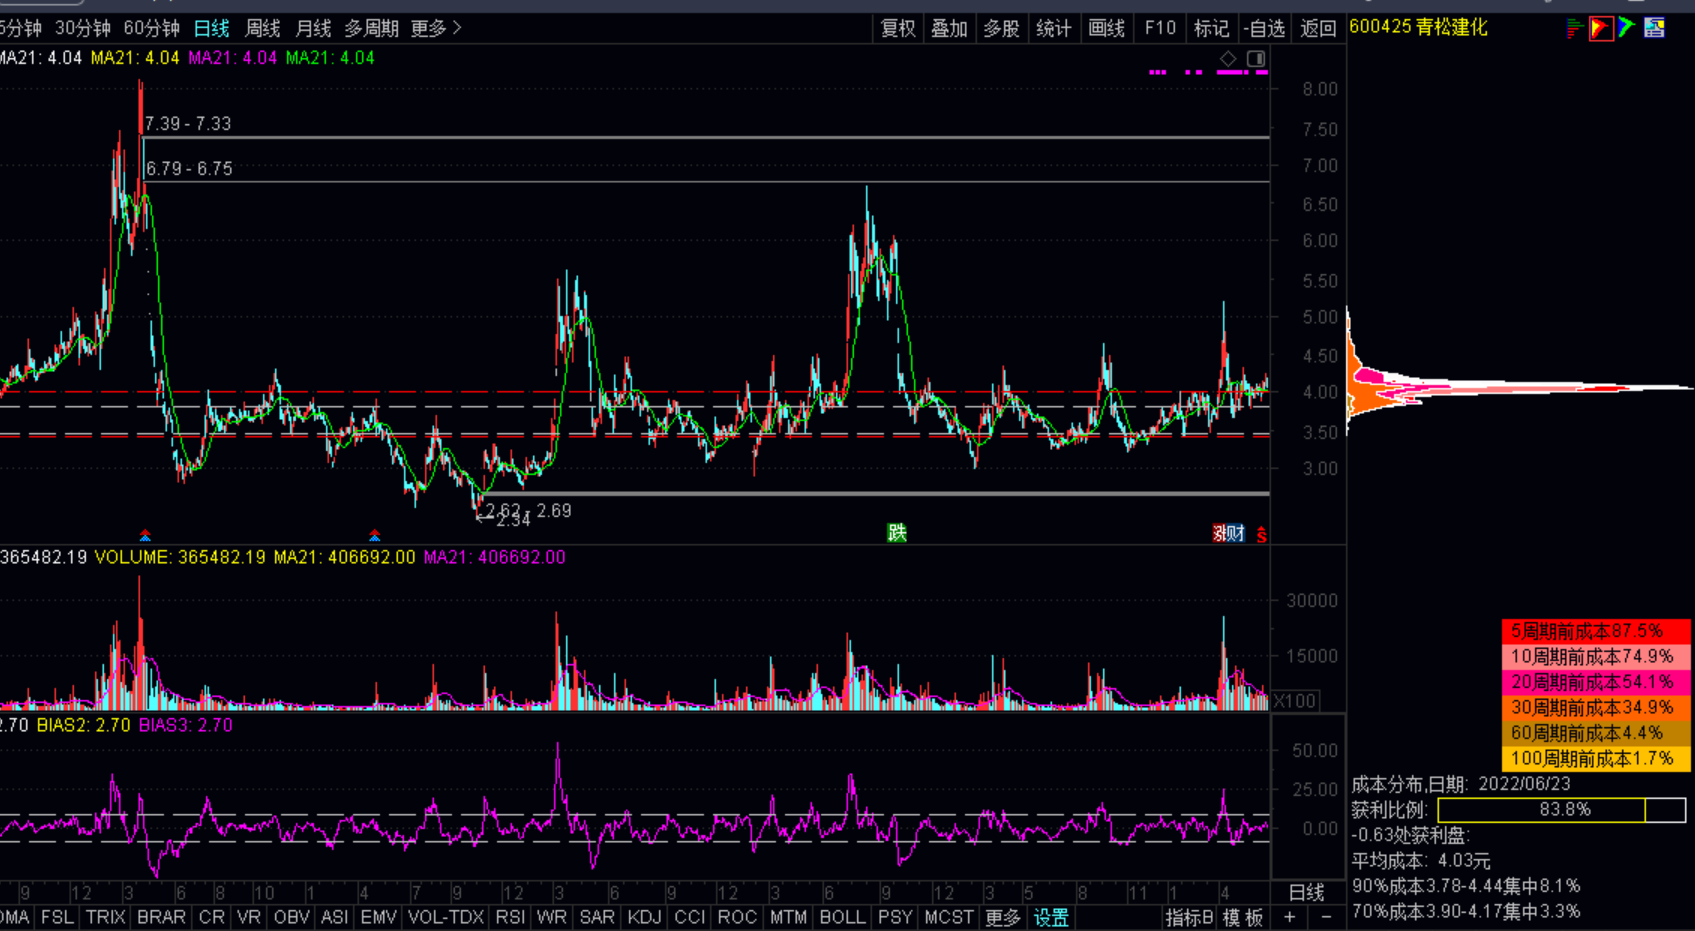 5分钟 30分钟 60分钟 日线 周线 月线 多周期 更多 复权 叠加 多股 统计 画线 F10 标记 -自选 返回 600425 青松建化
MA21: 4.04 MA21: 4.04 MA21: 4.04 MA21: 4.04
8.00
7.39 - 7.33
7.50
6.79 - 6.75
7.00
6.50
6.00
5.50
5.00
4.50
4.00
3.50
3.00
2.62 - 2.69
2.34
跌
涨 财 S
365482.19 VOLUME: 365482.19 MA21: 406692.00 MA21: 406692.00
30000
15000
X100
2.70 BIAS2: 2.70 BIAS3: 2.70
50.00
25.00
0.00
5周期前成本87.5%
10周期前成本74.9%
20周期前成本54.1%
30周期前成本34.9%
60周期前成本4.4%
100周期前成本1.7%
成本分布,日期: 2022/06/23
获利比例: 83.8%
-0.63处获利盘:
平均成本: 4.03元
90%成本3.78-4.44集中8.1%
70%成本3.90-4.17集中3.3%
9 12 3 6 8 10 1 4 7 9 12 3 6 9 12 3 6 9 12 3 5 8 11 1 4 日线
DMA FSL TRIX BRAR CR VR OBV ASI EMV VOL-TDX RSI WR SAR KDJ CCI ROC MTM BOLL PSY MCST 更多 设置 指标B 模板 + -